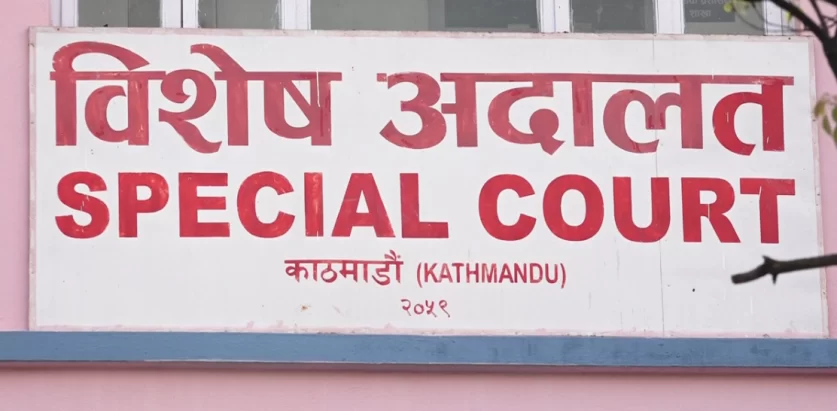 विशेष अदालत
SPECIAL COURT
काठमाडौं (KATHMANDU)
२०५९